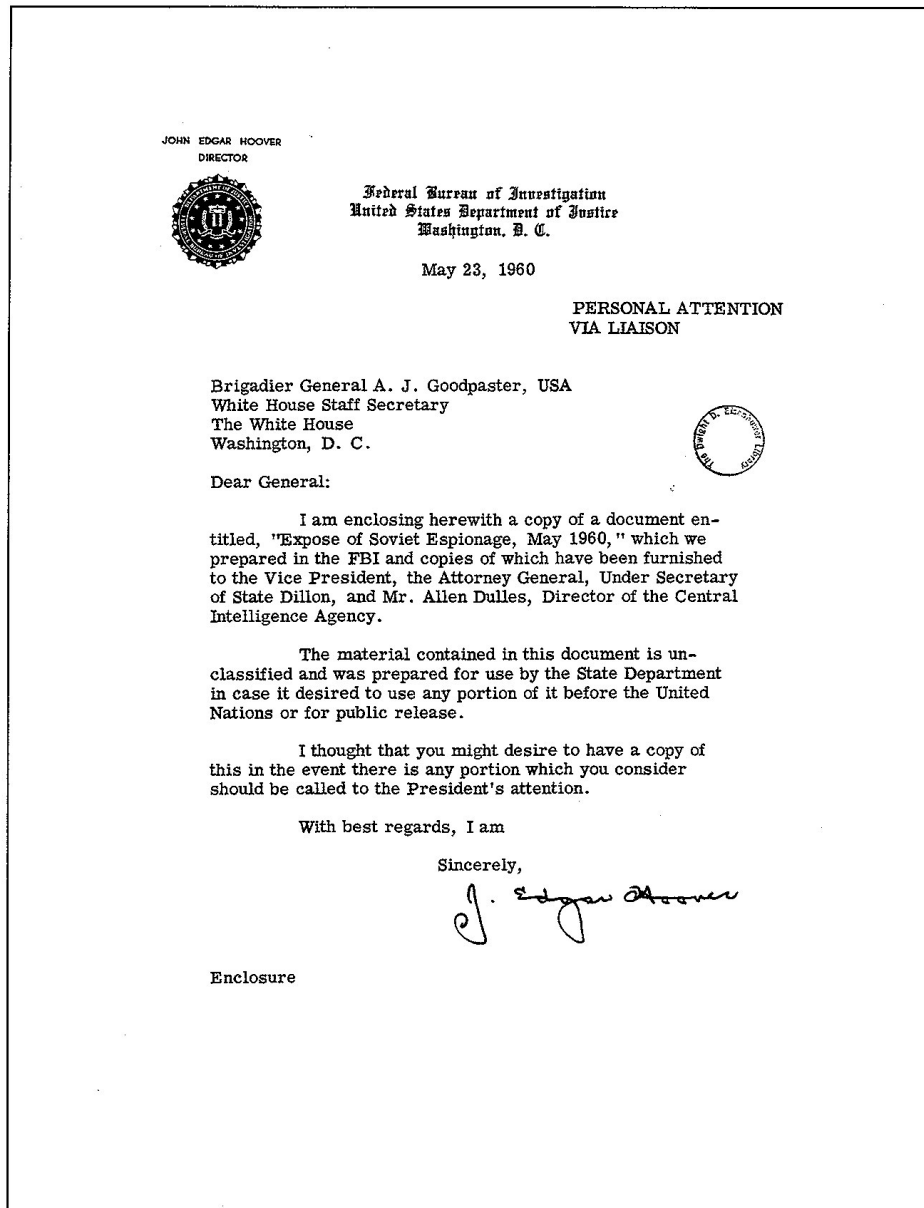 JOHN EDGAR HOOVER
DIRECTOR
Federal Bureau of Investigation
United States Department of Justice
Washington, D. C.
May 23, 1960
PERSONAL ATTENTION
VIA LIAISON
Brigadier General A. J. Goodpaster, USA
White House Staff Secretary
The White House
Washington, D. C.
The Dwight D. Eisenhower Library
Dear General:
I am enclosing herewith a copy of a document en-
titled, "Expose of Soviet Espionage, May 1960," which we
prepared in the FBI and copies of which have been furnished
to the Vice President, the Attorney General, Under Secretary
of State Dillon, and Mr. Allen Dulles, Director of the Central
Intelligence Agency.
The material contained in this document is un-
classified and was prepared for use by the State Department
in case it desired to use any portion of it before the United
Nations or for public release.
I thought that you might desire to have a copy of
this in the event there is any portion which you consider
should be called to the President's attention.
With best regards, I am
Sincerely,
J. Edgar Hoover
Enclosure